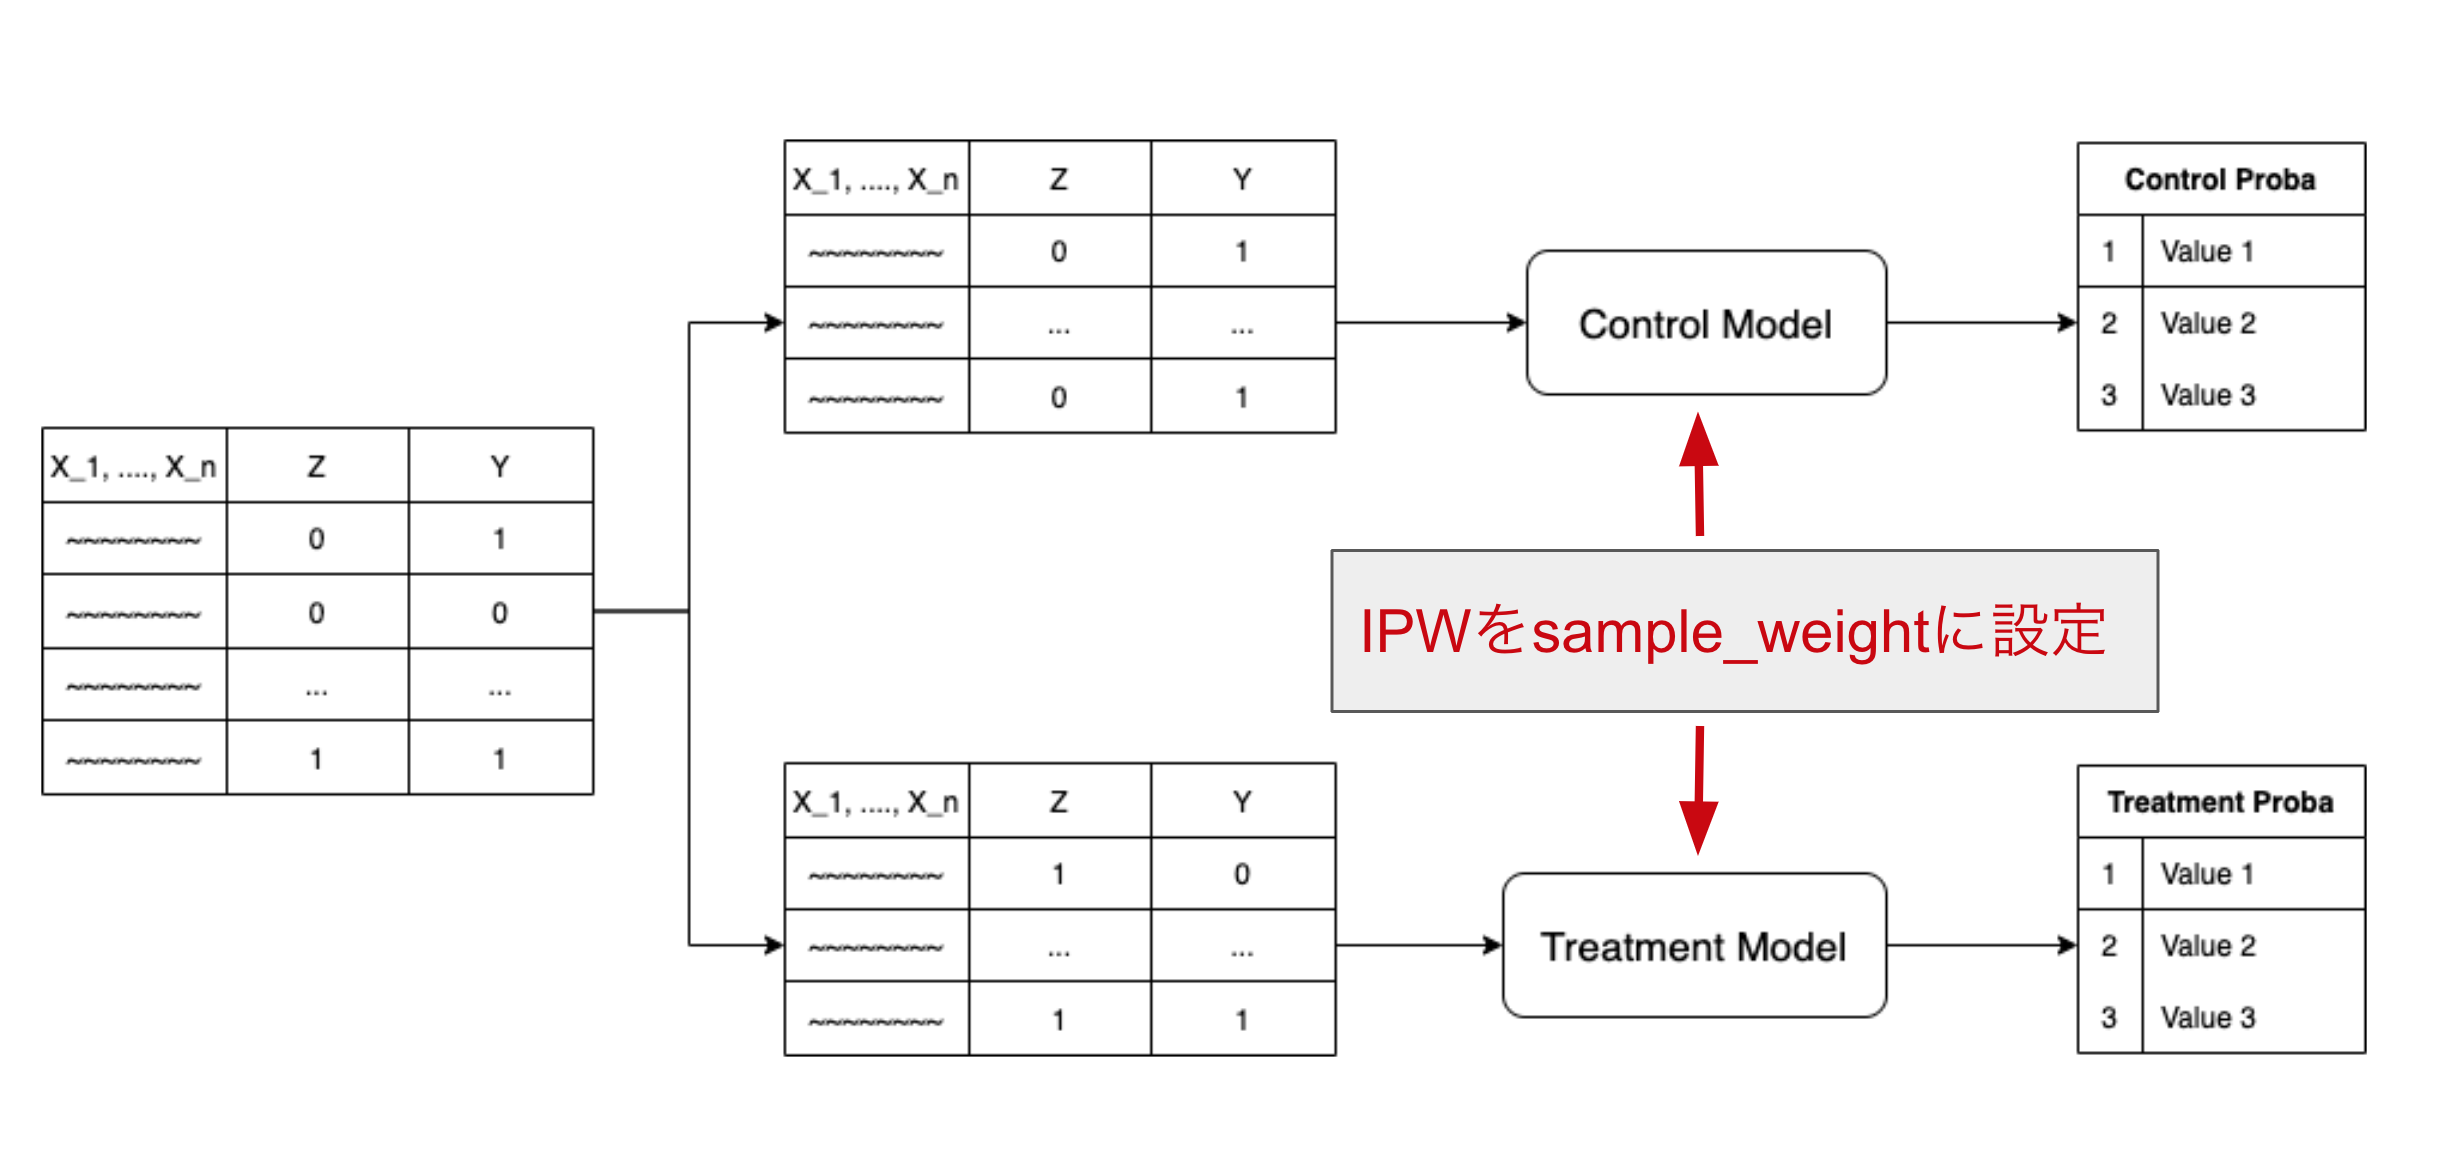 X_1, ...., X_n Z Y
~~~~~~~~ 0 1
~~~~~~~~ 0 0
~~~~~~~~ ... ...
~~~~~~~~ 1 1
X_1, ...., X_n Z Y
~~~~~~~~ 0 1
~~~~~~~~ ... ...
~~~~~~~~ 0 1
Control Model
Control Proba
1 Value 1
2 Value 2
3 Value 3
IPWをsample_weightに設定
X_1, ...., X_n Z Y
~~~~~~~~ 1 0
~~~~~~~~ ... ...
~~~~~~~~ 1 1
Treatment Model
Treatment Proba
1 Value 1
2 Value 2
3 Value 3